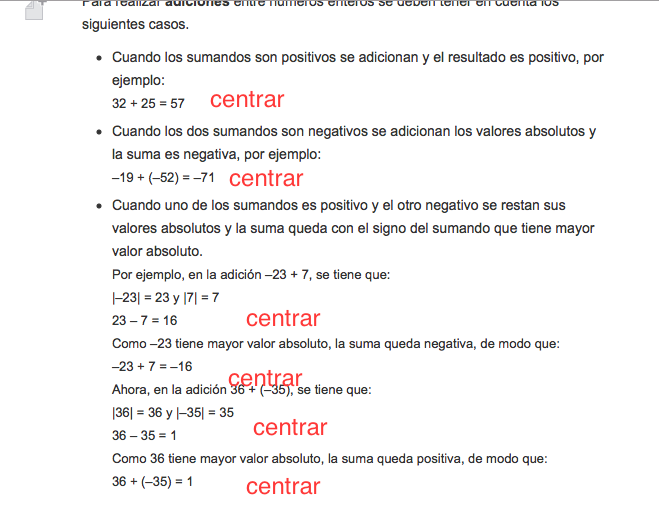 Para realizar adiciones entre números enteros se deben tener en cuenta los
siguientes casos.
• Cuando los sumandos son positivos se adicionan y el resultado es positivo, por
ejemplo:
32 + 25 = 57 centrar
• Cuando los dos sumandos son negativos se adicionan los valores absolutos y
la suma es negativa, por ejemplo:
–19 + (–52) = –71 centrar
• Cuando uno de los sumandos es positivo y el otro negativo se restan sus
valores absolutos y la suma queda con el signo del sumando que tiene mayor
valor absoluto.
Por ejemplo, en la adición –23 + 7, se tiene que:
|–23| = 23 y |7| = 7
23 – 7 = 16 centrar
Como –23 tiene mayor valor absoluto, la suma queda negativa, de modo que:
–23 + 7 = –16
centrar
Ahora, en la adición 36 + (–35), se tiene que:
|36| = 36 y |–35| = 35
36 – 35 = 1 centrar
Como 36 tiene mayor valor absoluto, la suma queda positiva, de modo que:
36 + (–35) = 1 centrar